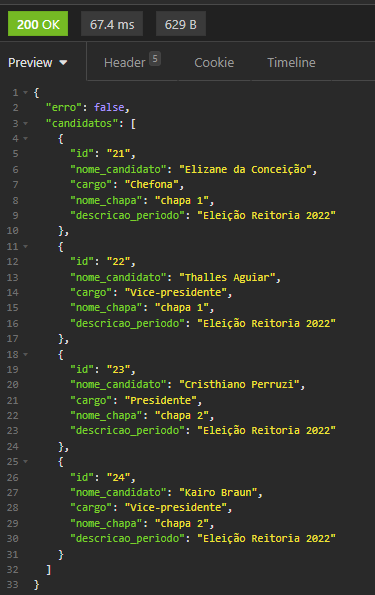 200 OK 67.4 ms 629 B
Preview Header 5 Cookie Timeline
1 {
2 "erro": false,
3 "candidatos": [
4 {
5 "id": "21",
6 "nome_candidato": "Elizane da Conceição",
7 "cargo": "Chefona",
8 "nome_chapa": "chapa 1",
9 "descricao_periodo": "Eleição Reitoria 2022"
10 },
11 {
12 "id": "22",
13 "nome_candidato": "Thalles Aguiar",
14 "cargo": "Vice-presidente",
15 "nome_chapa": "chapa 1",
16 "descricao_periodo": "Eleição Reitoria 2022"
17 },
18 {
19 "id": "23",
20 "nome_candidato": "Cristhiano Perruzi",
21 "cargo": "Presidente",
22 "nome_chapa": "chapa 2",
23 "descricao_periodo": "Eleição Reitoria 2022"
24 },
25 {
26 "id": "24",
27 "nome_candidato": "Kairo Braun",
28 "cargo": "Vice-presidente",
29 "nome_chapa": "chapa 2",
30 "descricao_periodo": "Eleição Reitoria 2022"
31 }
32 ]
33 }